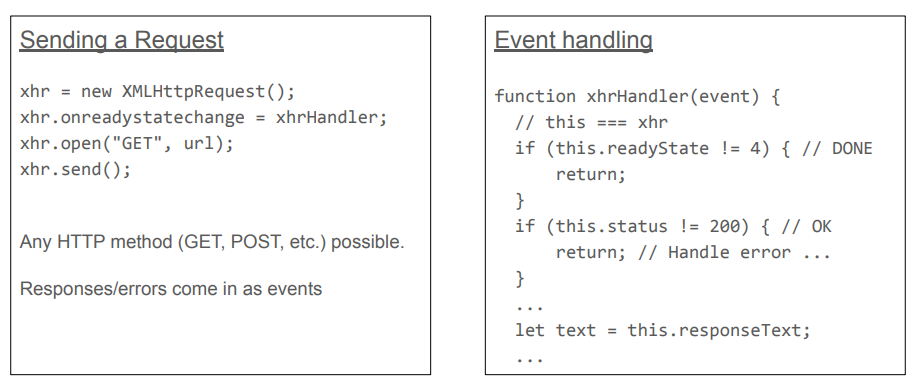 Sending a Request
xhr = new XMLHttpRequest();
xhr.onreadystatechange = xhrHandler;
xhr.open("GET", url);
xhr.send();
Any HTTP method (GET, POST, etc.) possible.
Responses/errors come in as events
Event handling
function xhrHandler(event) {
  // this === xhr
  if (this.readyState != 4) { // DONE
      return;
  }
  if (this.status != 200) { // OK
      return; // Handle error ...
  }
  ...
  let text = this.responseText;
  ...